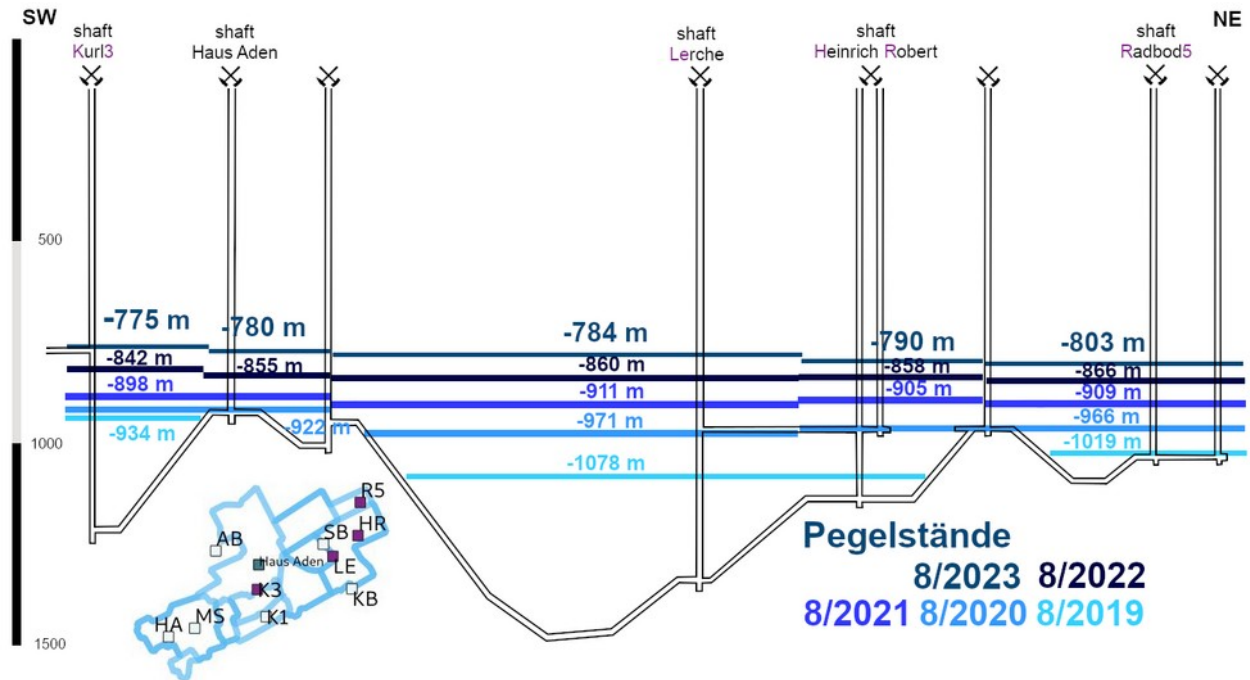 SW
NE
shaft
Kurl3
shaft
Haus Aden
shaft
Lerche
shaft
Heinrich Robert
shaft
Radbod5
500
1000
1500
-775 m
-780 m
-784 m
-790 m
-803 m
-842 m
-855 m
-860 m
-858 m
-866 m
-898 m
-911 m
-905 m
-909 m
-922 m
-971 m
-966 m
-934 m
-1078 m
-1019 m
R5
HR
SB
AB
Haus Aden
LE
K3
KB
MS
K1
HA
Pegelstände
8/2023 8/2022
8/2021 8/2020 8/2019